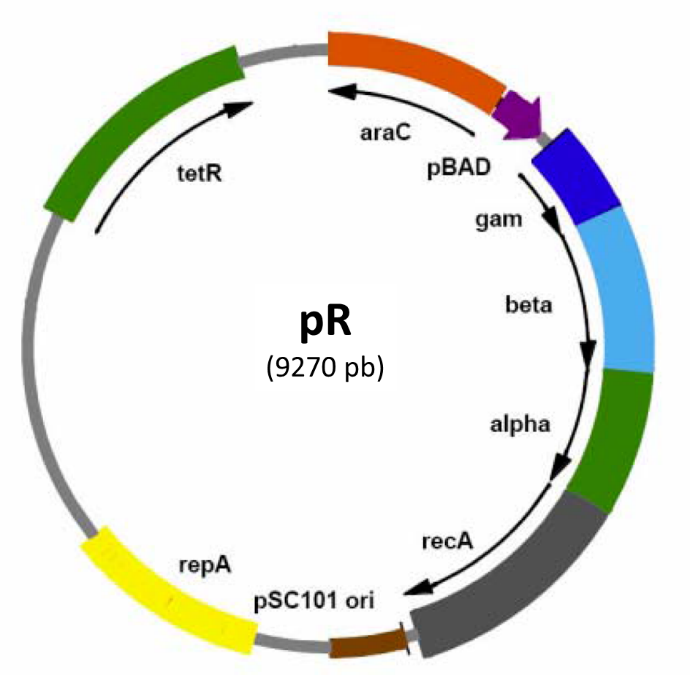 araC
pBAD
tetR
gam
beta
pR
(9270 pb)
alpha
recA
repA
pSC101 ori